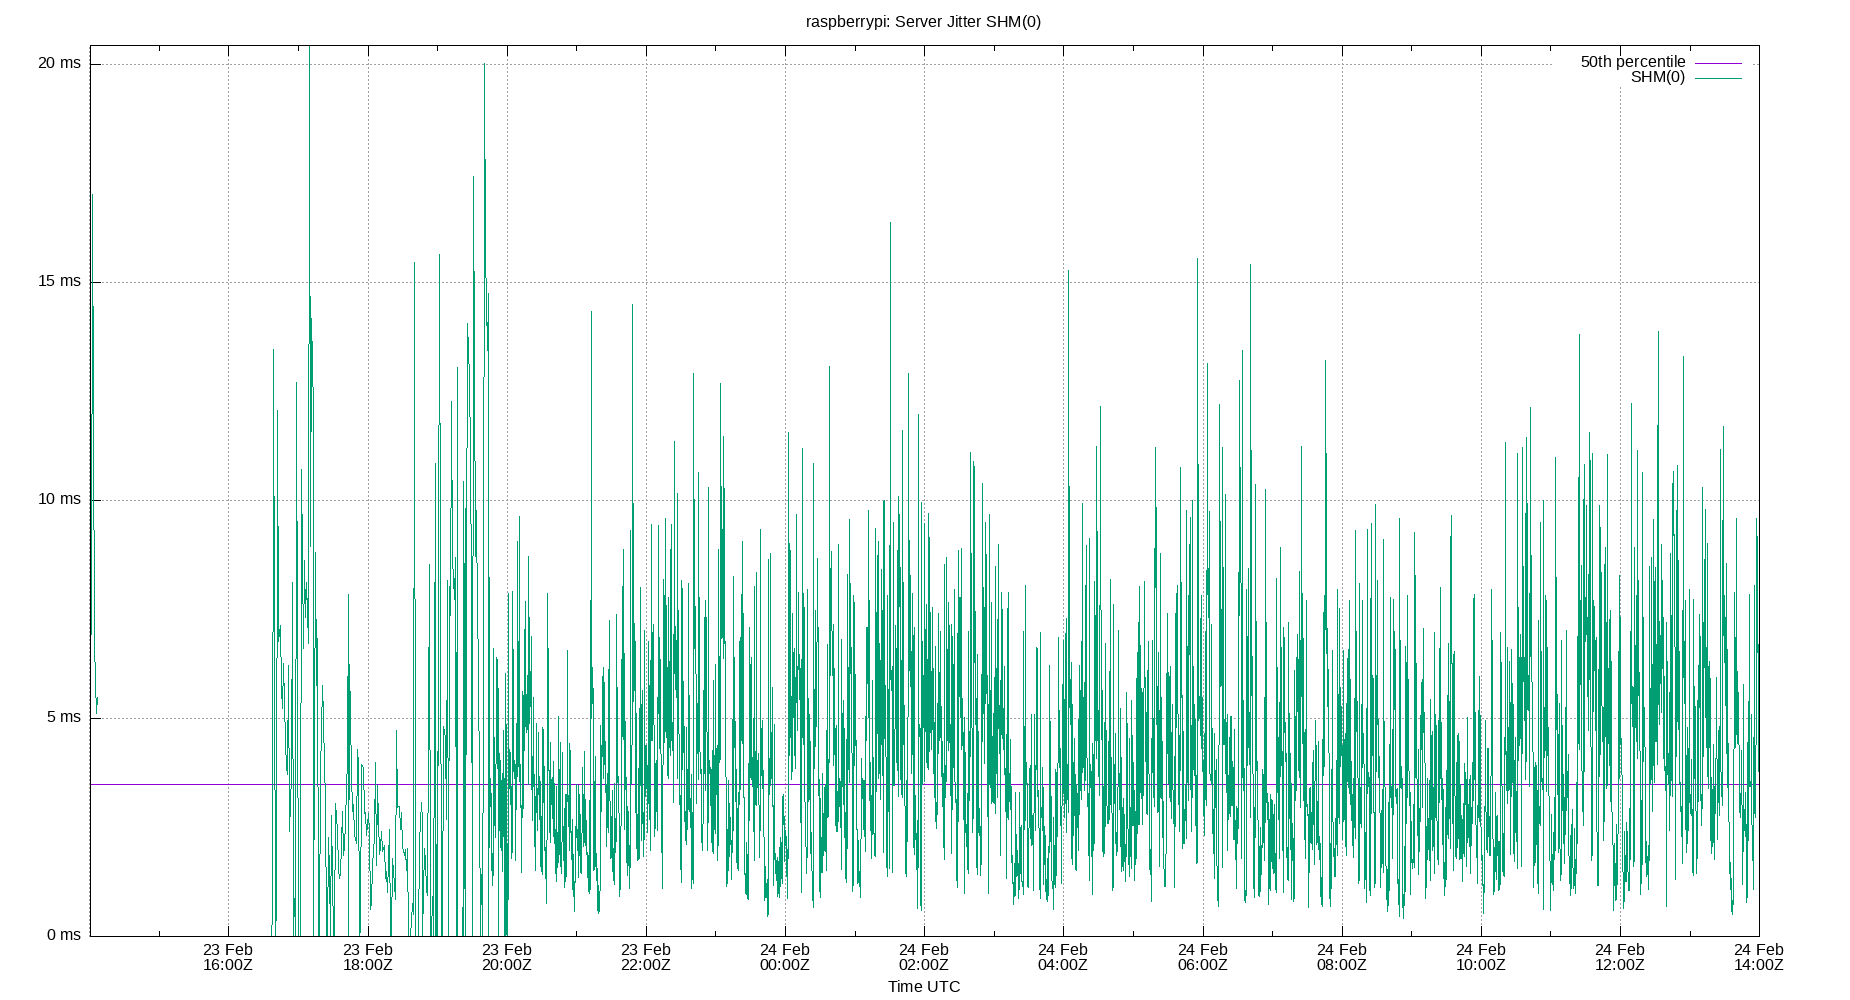 raspberrypi: Server Jitter SHM(0)
20 ms
50th percentile
SHM(0)
15 ms
10 ms
5 ms
0 ms
23 Feb 23 Feb 23 Feb 23 Feb 24 Feb 24 Feb 24 Feb 24 Feb 24 Feb 24 Feb 24 Feb 24 Feb
16:00Z 18:00Z 20:00Z 22:00Z 00:00Z 02:00Z 04:00Z 06:00Z 08:00Z 10:00Z 12:00Z 14:00Z
Time UTC